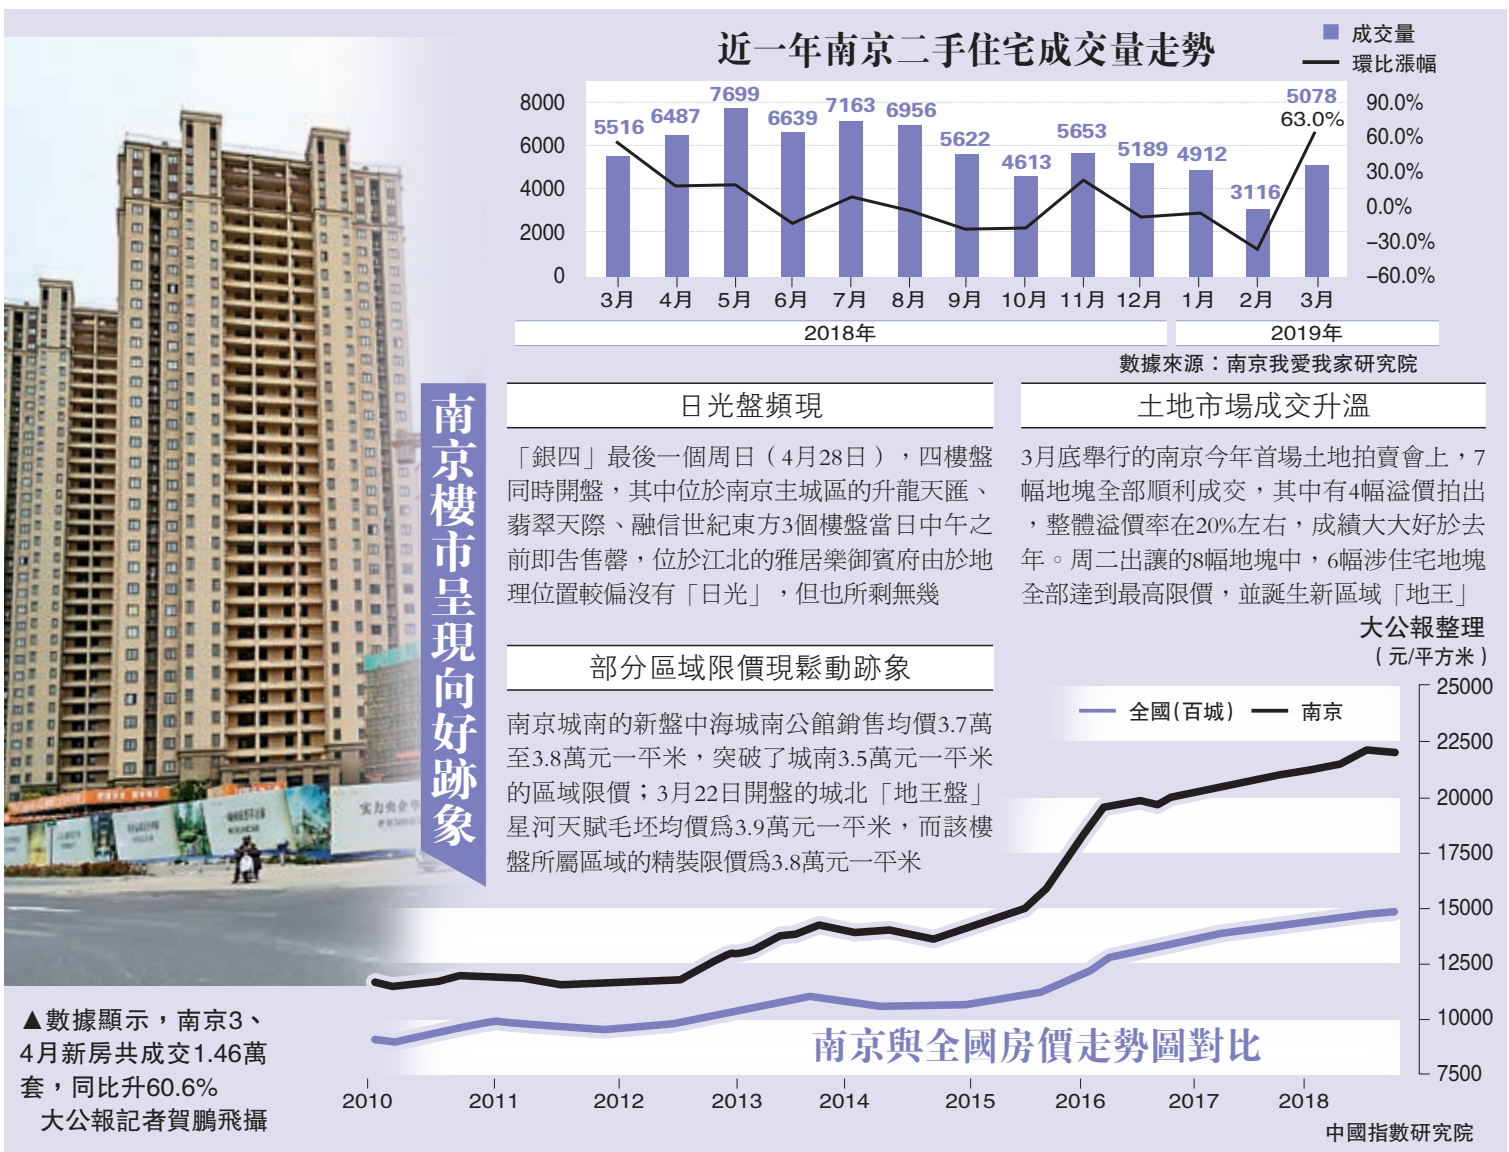 近一年南京二手住宅成交量走勢
成交量
環比漲幅
8000
6000
4000
2000
0
5516
6487
7699
6639
7163
6956
5622
4613
5653
5189
4912
3116
5078
63.0%
90.0%
60.0%
30.0%
0.0%
−30.0%
−60.0%
3月 4月 5月 6月 7月 8月 9月 10月 11月 12月 1月 2月 3月
2018年
2019年
數據來源：南京我愛我家研究院
南京樓市呈現向好跡象
日光盤頻現
「銀四」最後一個周日（4月28日），四樓盤
同時開盤，其中位於南京主城區的升龍天匯、
翡翠天際、融信世紀東方3個樓盤當日中午之
前即告售罄，位於江北的雅居樂御賓府由於地
理位置較偏沒有「日光」，但也所剩無幾
土地市場成交升溫
3月底舉行的南京今年首場土地拍賣會上，7
幅地塊全部順利成交，其中有4幅溢價拍出
，整體溢價率在20%左右，成績大大好於去
年。周二出讓的8幅地塊中，6幅涉住宅地塊
全部達到最高限價，並誕生新區域「地王」
大公報整理
部分區域限價現鬆動跡象
南京城南的新盤中海城南公館銷售均價3.7萬
至3.8萬元一平米，突破了城南3.5萬元一平米
的區域限價；3月22日開盤的城北「地王盤」
星河天賦毛坯均價爲3.9萬元一平米，而該樓
盤所屬區域的精裝限價爲3.8萬元一平米
（元/平方米）
全國(百城)
南京
25000
22500
20000
17500
15000
12500
10000
7500
南京與全國房價走勢圖對比
2010 2011 2012 2013 2014 2015 2016 2017 2018
中國指數研究院
▲數據顯示，南京3、
4月新房共成交1.46萬
套，同比升60.6%
大公報記者賀鵬飛攝